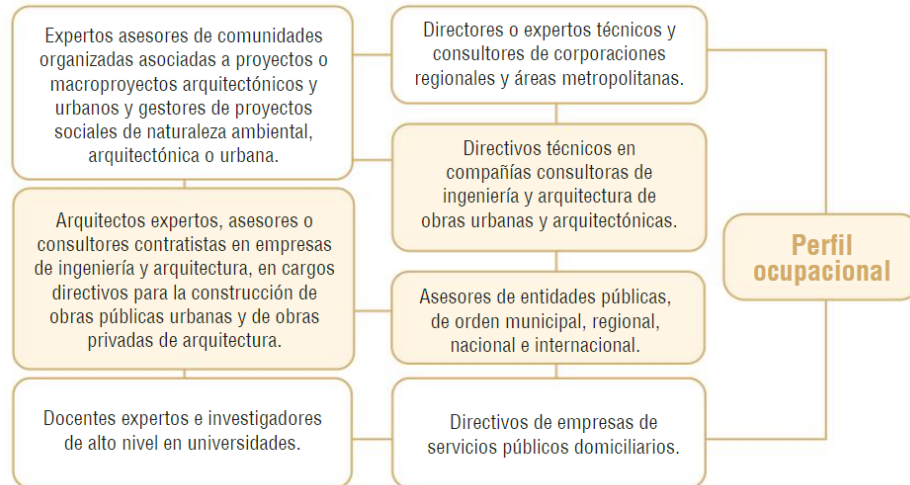 Expertos asesores de comunidades
organizadas asociadas a proyectos o
macroproyectos arquitectónicos y
urbanos y gestores de proyectos
sociales de naturaleza ambiental,
arquitectónica o urbana.
Arquitectos expertos, asesores o
consultores contratistas en empresas
de ingeniería y arquitectura, en cargos
directivos para la construcción de
obras públicas urbanas y de obras
privadas de arquitectura.
Docentes expertos e investigadores
de alto nivel en universidades.
Directores o expertos técnicos y
consultores de corporaciones
regionales y áreas metropolitanas.
Directivos técnicos en
compañías consultoras de
ingeniería y arquitectura de
obras urbanas y arquitectónicas.
Asesores de entidades públicas,
de orden municipal, regional,
nacional e internacional.
Directivos de empresas de
servicios públicos domiciliarios.
Perfil
ocupacional